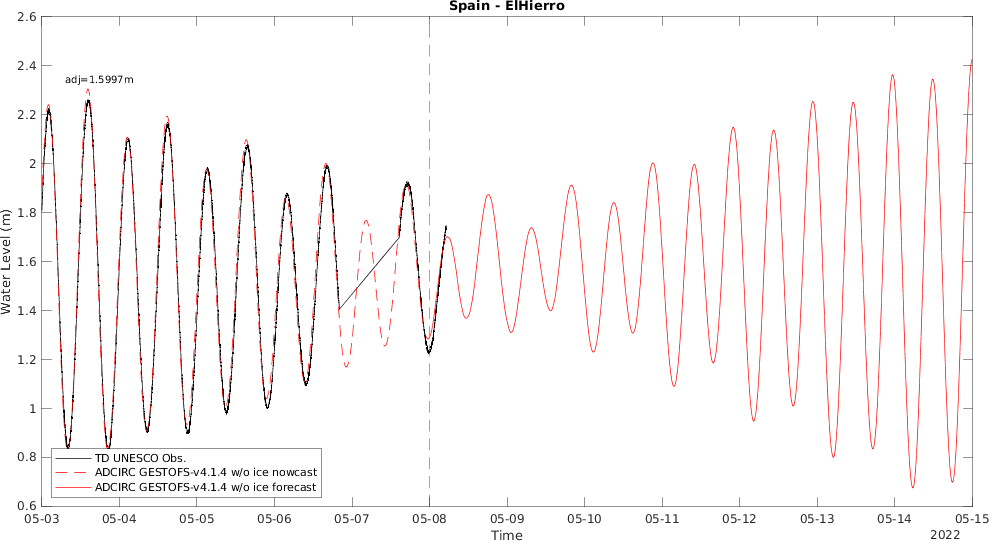 Spain - ElHierro
2.6
2.4
2.2
2
1.8
1.6
1.4
1.2
1
0.8
0.6
Water Level (m)
adj=1.5997m
TD UNESCO Obs.
ADCIRC GESTOFS-v4.1.4 w/o ice nowcast
ADCIRC GESTOFS-v4.1.4 w/o ice forecast
05-03 05-04 05-05 05-06 05-07 05-08 05-09 05-10 05-11 05-12 05-13 05-14 05-15
Time
2022